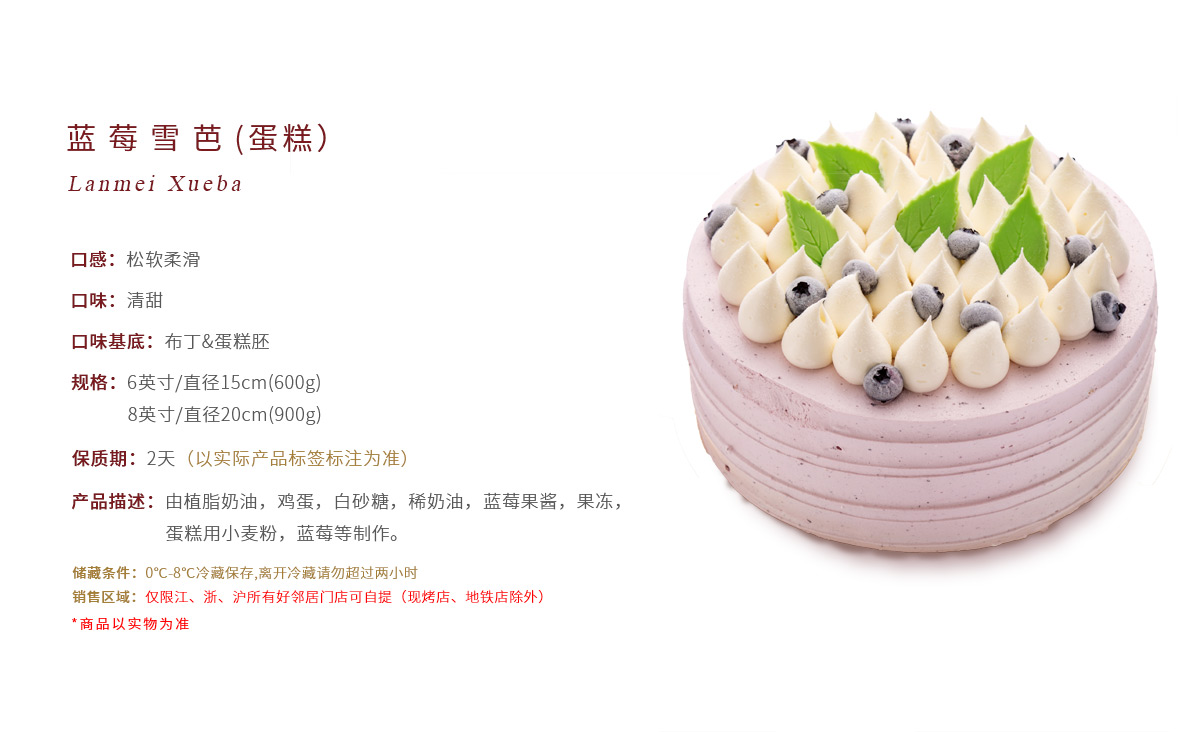 蓝莓雪芭(蛋糕）
Lanmei Xueba
口感：松软柔滑
口味：清甜
口味基底：布丁&蛋糕胚
规格：6英寸/直径15cm(600g)
8英寸/直径20cm(900g)
保质期：2天（以实际产品标签标注为准）
产品描述：由植脂奶油，鸡蛋，白砂糖，稀奶油，蓝莓果酱，果冻，
蛋糕用小麦粉，蓝莓等制作。
储藏条件：0℃-8℃冷藏保存,离开冷藏请勿超过两小时
销售区域：仅限江、浙、沪所有好邻居门店可自提（现烤店、地铁店除外）
*商品以实物为准